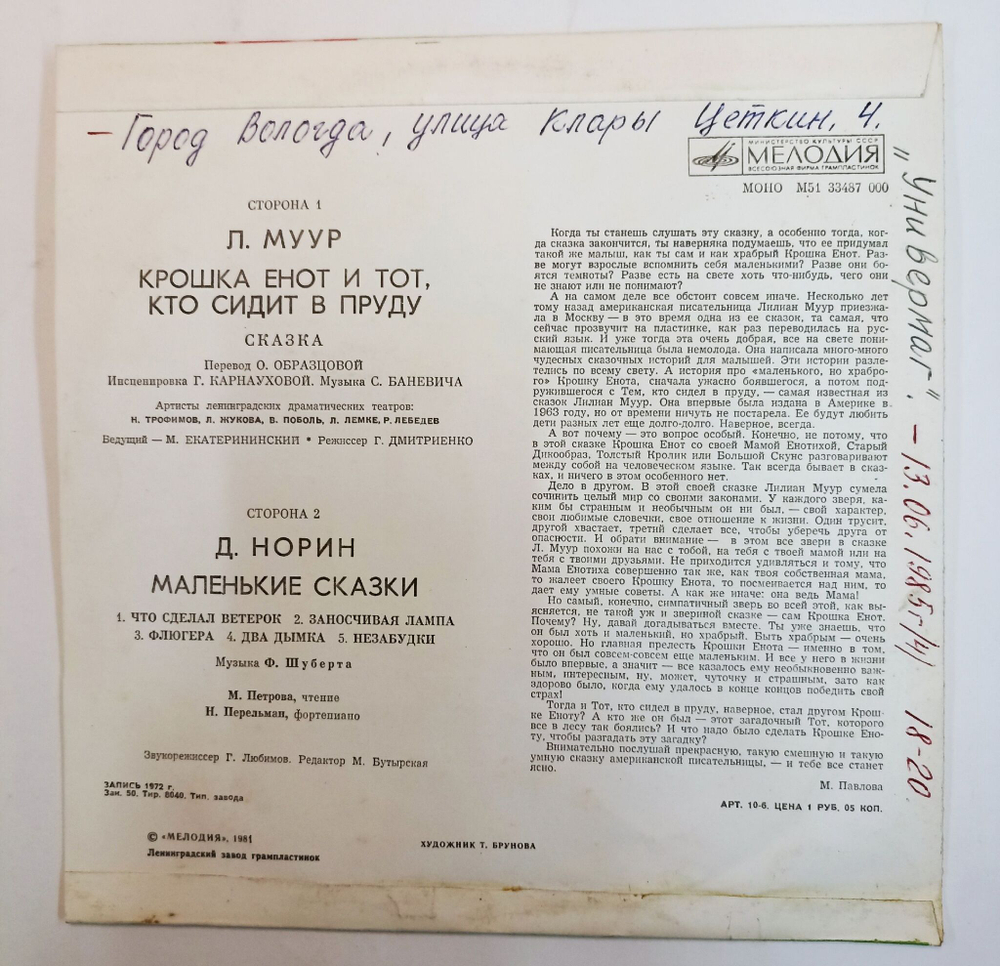 — Город Вологда, улица Клары Цеткин, 4.
МИНИСТЕРСТВО КУЛЬТУРЫ СССР
МЕЛОДИЯ
ВСЕСОЮЗНАЯ ФИРМА ГРАМПЛАСТИНОК
МОНО М51 33487 000
СТОРОНА 1
Л. МУУР
КРОШКА ЕНОТ И ТОТ,
КТО СИДИТ В ПРУДУ
СКАЗКА
Перевод О. ОБРАЗЦОВОЙ
Инсценировка Г. КАРНАУХОВОЙ. Музыка С. БАНЕВИЧА
Артисты ленинградских драматических театров:
Н. ТРОФИМОВ, Л. ЖУКОВА, В. ПОБОЛЬ, Л. ЛЕМКЕ, Р. ЛЕБЕДЕВ
Ведущий — М. ЕКАТЕРИНИНСКИЙ • Режиссер Г. ДМИТРИЕНКО
СТОРОНА 2
Д. НОРИН
МАЛЕНЬКИЕ СКАЗКИ
1. ЧТО СДЕЛАЛ ВЕТЕРОК 2. ЗАНОСЧИВАЯ ЛАМПА
3. ФЛЮГЕРА 4. ДВА ДЫМКА 5. НЕЗАБУДКИ
Музыка Ф. Шуберта
М. Петрова, чтение
Н. Перельман, фортепиано
Звукорежиссер Г. Любимов. Редактор М. Бутырская
ЗАПИСЬ 1972 г.
Зак. 50. Тир. 8040. Тип. завода
© «МЕЛОДИЯ», 1981
Ленинградский завод грампластинок
ХУДОЖНИК Т. БРУНОВА
Когда ты станешь слушать эту сказку, а особенно тогда, ког-
да сказка закончится, ты наверняка подумаешь, что ее придумал
такой же малыш, как ты сам и как храбрый Крошка Енот. Раз-
ве могут взрослые вспомнить себя маленькими? Разве они бо-
ятся темноты? Разве есть на свете хоть что-нибудь, чего они
не знают или не понимают?
А на самом деле все обстоит совсем иначе. Несколько лет
тому назад американская писательница Лилиан Муур приезжа-
ла в Москву — в это время одна из ее сказок, та самая, что
сейчас прозвучит на пластинке, как раз переводилась на рус-
ский язык. И уже тогда эта очень добрая, все на свете пони-
мающая писательница была немолода. Она написала много-много
чудесных сказочных историй для малышей. Эти истории разле-
телись по всему свету. А история про «маленького, но храбро-
го» Крошку Енота, сначала ужасно боявшегося, а потом под-
ружившегося с Тем, кто сидел в пруду, — самая известная из
сказок Лилиан Муур. Она впервые была издана в Америке в
1963 году, но от времени ничуть не постарела. Ее будут любить
дети разных лет еще долго-долго. Наверное, всегда.
А вот почему — это вопрос особый. Конечно, не потому, что
в этой сказке Крошка Енот со своей Мамой Енотихой, Старый
Дикообраз, Толстый Кролик или Большой Скунс разговаривают
между собой на человеческом языке. Так всегда бывает в сказ-
ках, и ничего в этом особенного нет.
Дело в другом. В этой своей сказке Лилиан Муур сумела
сочинить целый мир со своими законами. У каждого зверя, ка-
ким бы странным и необычным он ни был, — свой характер,
свои любимые словечки, свое отношение к жизни. Один трусит,
другой хвастает, третий сделает все, чтобы уберечь друга от
опасности. И обрати внимание — в этом все звери в сказке
Л. Муур похожи на нас с тобой, на тебя с твоей мамой или на
тебя с твоими друзьями. Не приходится удивляться и тому, что
Мама Енотиха совершенно так же, как твоя собственная мама,
то жалеет своего Крошку Енота, то посмеивается над ним, то
дает ему умные советы. А как же иначе: она ведь Мама!
Но самый, конечно, симпатичный зверь во всей этой, как вы-
ясняется, не такой уж и звериной сказке — сам Крошка Енот.
Почему? Ну, давай догадываться вместе. Ты уже знаешь, что
он был хоть и маленький, но храбрый. Быть храбрым — очень
хорошо. Но главная прелесть Крошки Енота — именно в том,
что он был совсем-совсем еще маленьким. И все у него в жизни
было впервые, а значит — все казалось ему необыкновенно важ-
ным, интересным, ну, может, чуточку и страшным, зато как
здорово было, когда ему удалось в конце концов победить свой
страх!
Тогда и Тот, кто сидел в пруду, наверное, стал другом Крош-
ке Еноту? А кто же он был — этот загадочный Тот, которого
все в лесу так боялись? И что надо было сделать Крошке Ено-
ту, чтобы разгадать эту загадку?
Внимательно послушай прекрасную, такую смешную и такую
умную сказку американской писательницы, — и тебе все станет
ясно.
М. Павлова
АРТ. 10-6. ЦЕНА 1 РУБ. 05 КОП.
„Универмаг“. — 13.06.1985г/ч/ 18-20